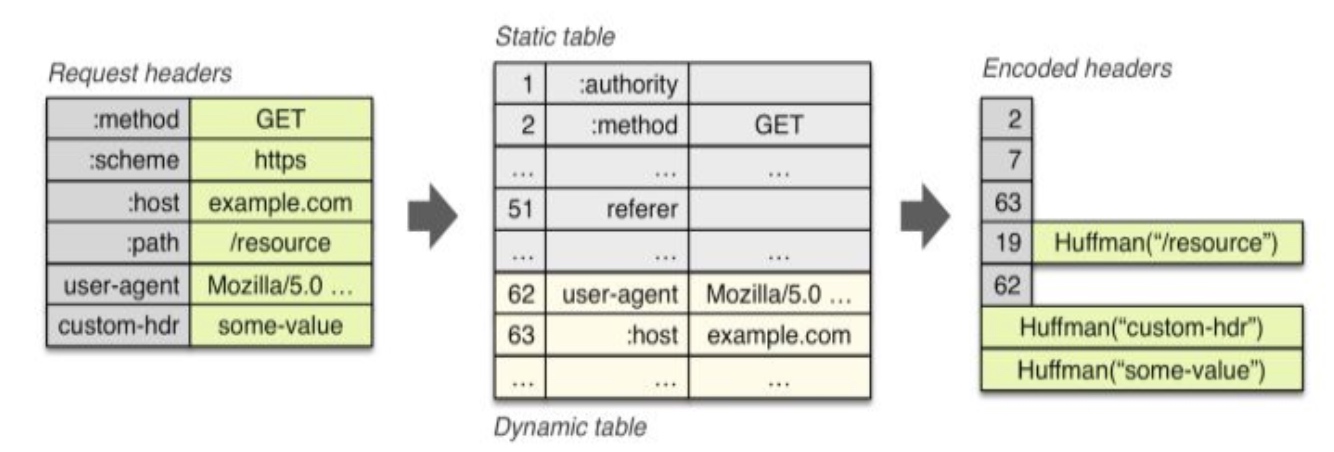 Static table
Request headers
Encoded headers
:method GET
:scheme https
:host example.com
:path /resource
user-agent Mozilla/5.0 ...
custom-hdr some-value
1 :authority
2 :method GET
... ... ...
51 referer
... ... ...
62 user-agent Mozilla/5.0 ...
63 :host example.com
... ... ...
Dynamic table
2
7
63
19 Huffman(“/resource”)
62
Huffman(“custom-hdr”)
Huffman(“some-value”)